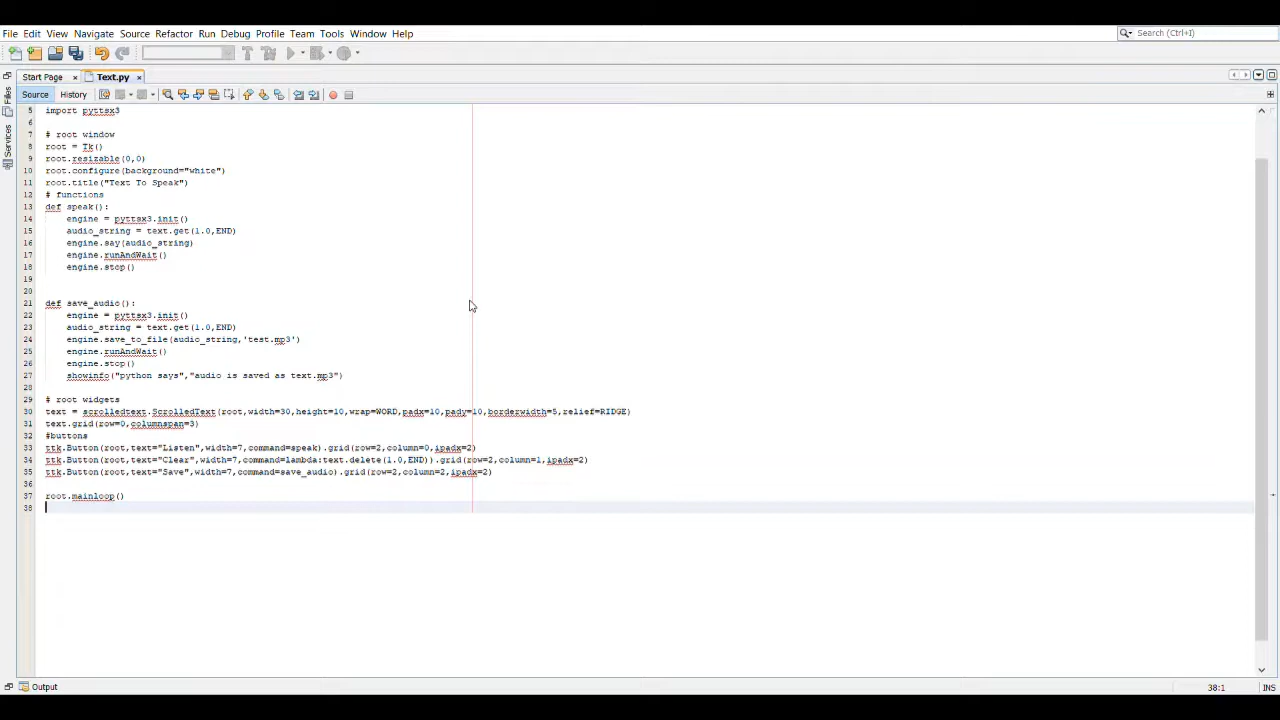 File Edit View Navigate Source Refactor Run Debug Profile Team Tools Window Help
Search (Ctrl+I)
Start Page
Text.py
Source History
Files
Services
5 import pyttsx3
6
7 # root window
8 root = Tk()
9 root.resizable(0,0)
10 root.configure(background="white")
11 root.title("Text To Speak")
12 # functions
13 def speak():
14 engine = pyttsx3.init()
15 audio_string = text.get(1.0,END)
16 engine.say(audio_string)
17 engine.runAndWait()
18 engine.stop()
19
20
21 def save_audio():
22 engine = pyttsx3.init()
23 audio_string = text.get(1.0,END)
24 engine.save_to_file(audio_string,'test.mp3')
25 engine.runAndWait()
26 engine.stop()
27 showinfo("python says","audio is saved as text.mp3")
28
29 # root widgets
30 text = scrolledtext.ScrolledText(root,width=30,height=10,wrap=WORD,padx=10,pady=10,borderwidth=5,relief=RIDGE)
31 text.grid(row=0,columnspan=3)
32 #buttons
33 ttk.Button(root,text="Listen",width=7,command=speak).grid(row=2,column=0,ipadx=2)
34 ttk.Button(root,text="Clear",width=7,command=lambda:text.delete(1.0,END)).grid(row=2,column=1,ipadx=2)
35 ttk.Button(root,text="Save",width=7,command=save_audio).grid(row=2,column=2,ipadx=2)
36
37 root.mainloop()
38
Output
38:1 INS